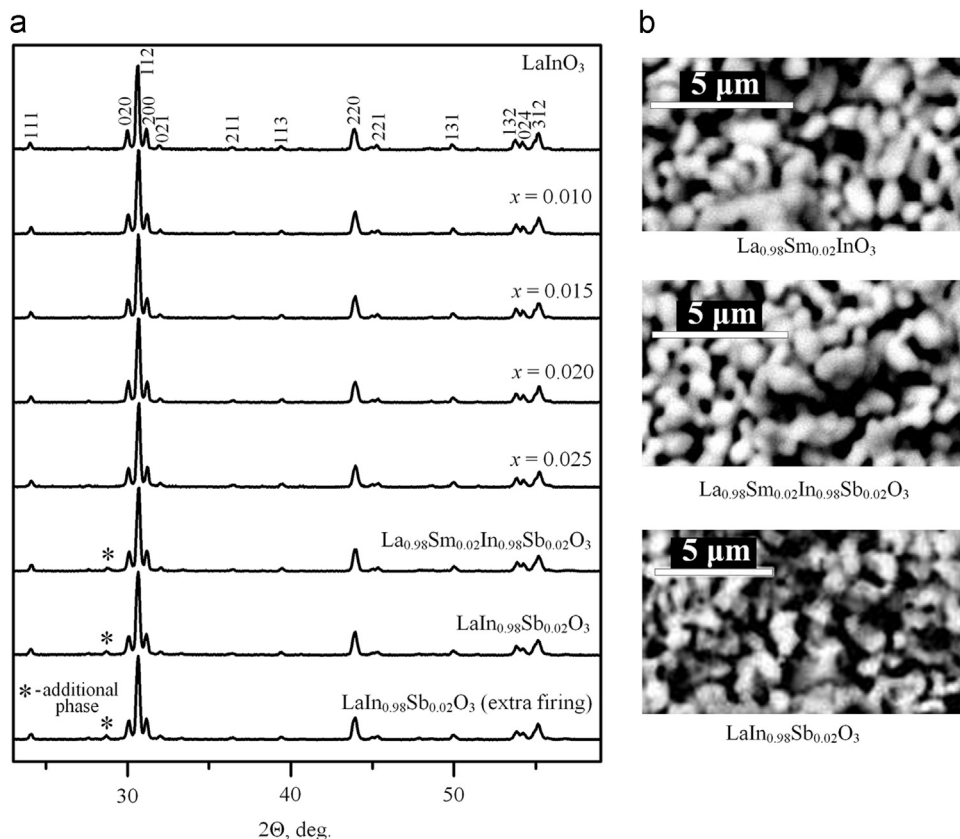 a
LaInO₃
111
020
112
200
021
211
113
220
221
131
132
024
312
x = 0.010
x = 0.015
x = 0.020
x = 0.025
*
La₀.₉₈Sm₀.₀₂In₀.₉₈Sb₀.₀₂O₃
*
LaIn₀.₉₈Sb₀.₀₂O₃
* -additional
phase
*
LaIn₀.₉₈Sb₀.₀₂O₃ (extra firing)
30
40
50
2Θ, deg.
b
5 µm
La₀.₉₈Sm₀.₀₂InO₃
5 µm
La₀.₉₈Sm₀.₀₂In₀.₉₈Sb₀.₀₂O₃
5 µm
LaIn₀.₉₈Sb₀.₀₂O₃